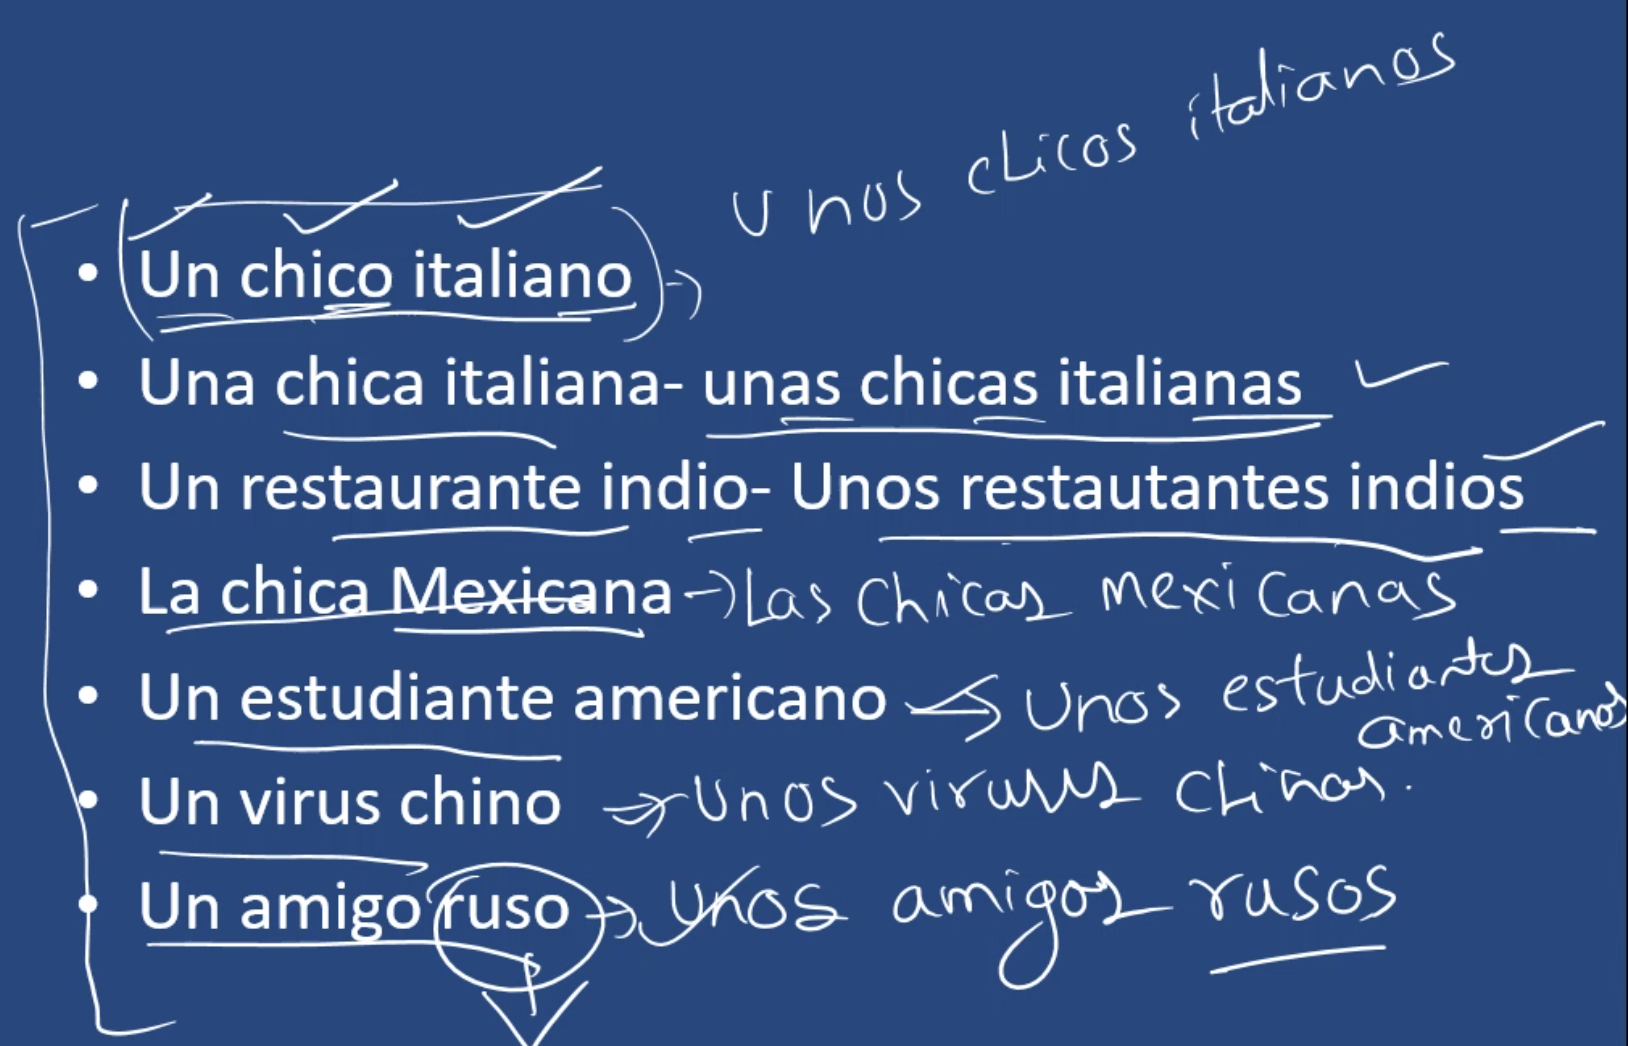 unos chicos italianos
• Un chico italiano →
• Una chica italiana- unas chicas italianas
• Un restaurante indio- Unos restautantes indios
• La chica Mexicana → Las chicas mexicanas
• Un estudiante americano → Unos estudiantes
americanos
• Un virus chino → unos viruses chinos.
• Un amigo ruso → unos amigos rusos